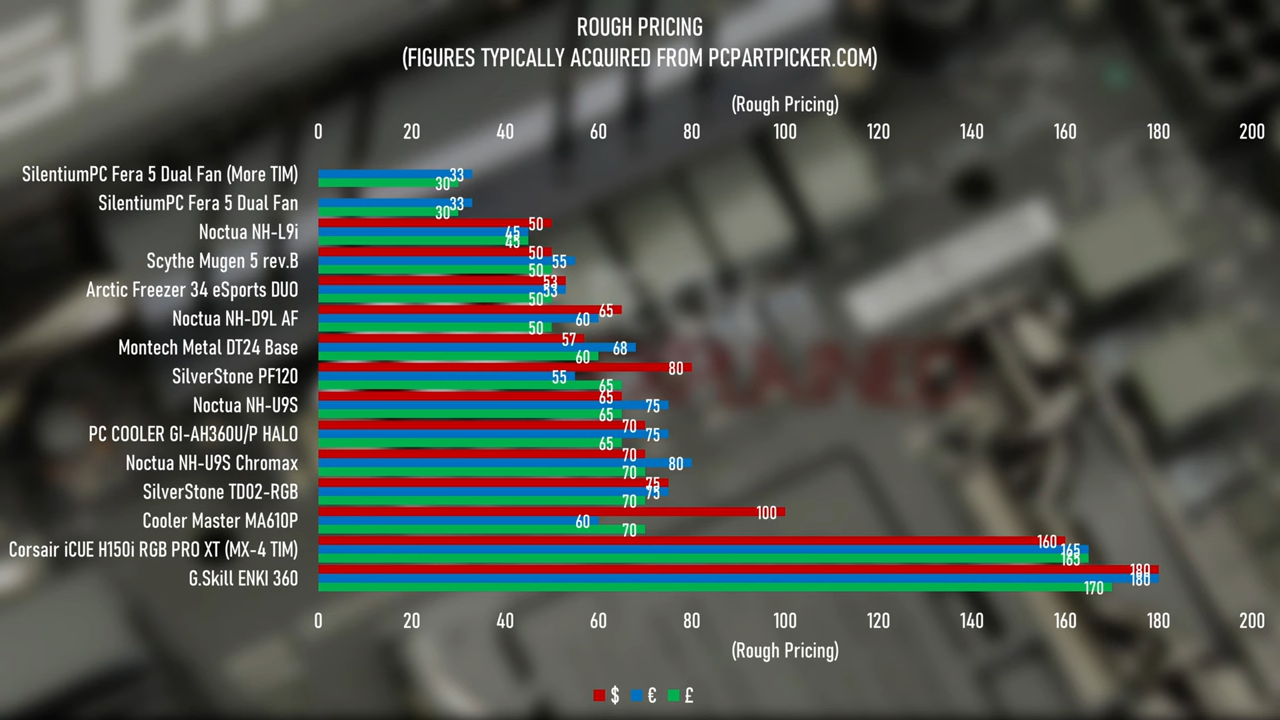 ROUGH PRICING
(FIGURES TYPICALLY ACQUIRED FROM PCPARTPICKER.COM)
(Rough Pricing)
0 20 40 60 80 100 120 140 160 180 200
SilentiumPC Fera 5 Dual Fan (More TIM) 33
30
SilentiumPC Fera 5 Dual Fan 33
30
Noctua NH-L9i 50
45
45
Scythe Mugen 5 rev.B 50
55
50
Arctic Freezer 34 eSports DUO 53
53
50
Noctua NH-D9L AF 65
60
50
Montech Metal DT24 Base 57
68
60
SilverStone PF120 80
55
65
Noctua NH-U9S 65
75
65
PC COOLER GI-AH360U/P HALO 70
75
65
Noctua NH-U9S Chromax 70
80
70
SilverStone TD02-RGB 75
75
70
Cooler Master MA610P 100
60
70
Corsair iCUE H150i RGB PRO XT (MX-4 TIM) 160
165
165
G.Skill ENKI 360 180
180
170
0 20 40 60 80 100 120 140 160 180 200
(Rough Pricing)
$ € £